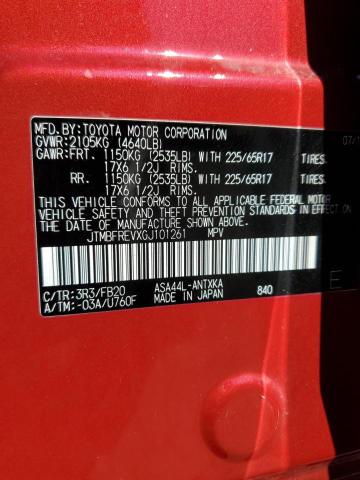 MFD.BY:TOYOTA MOTOR CORPORATION 07/1
GVWR:2105KG (4640LB)
GAWR:FRT. 1150KG (2535LB) WITH 225/65R17 TIRES.
17X6 1/2J RIMS
RR. 1150KG (2535LB) WITH 225/65R17 TIRES.
17X6 1/2J RIMS
THIS VEHICLE CONFORMS TO ALL APPLICABLE FEDERAL MOTOR
VEHICLE SAFETY STANDARDS IN EFFECT ON THE DATE OF
MANUFACTURE SHOWN ABOVE.
JTMBFREVXGJ101261 MPV
C/TR:3R3/FB20 ASA44L-ANTXKA 840
A/TM:-03A/U760F MADE IN JAPAN
E